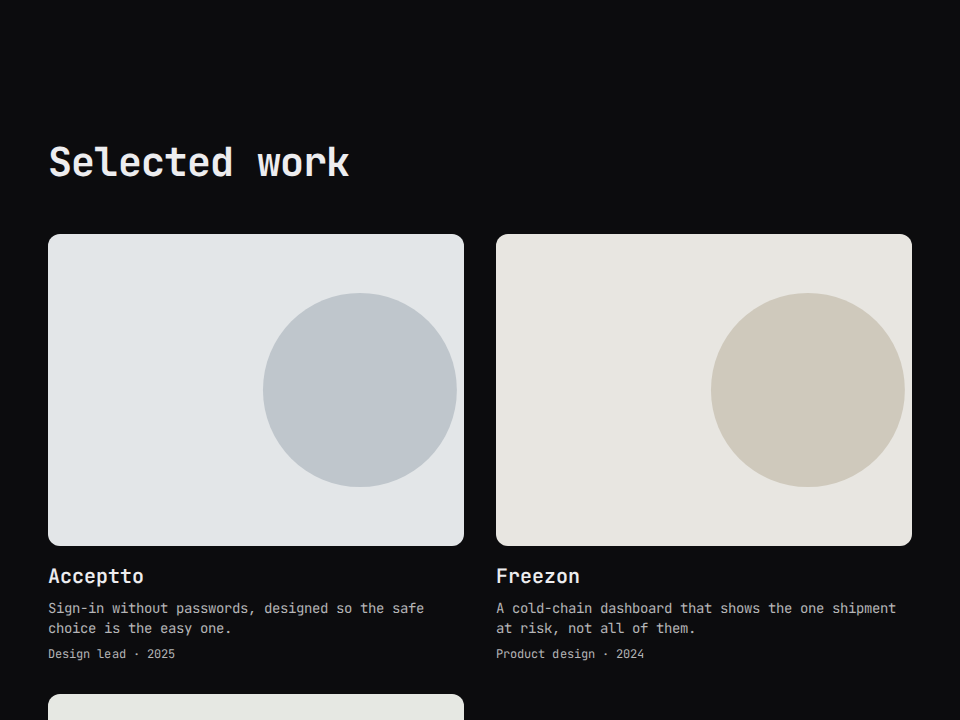 Selected work
Acceptto
Sign-in without passwords, designed so the safe
choice is the easy one.
Design lead · 2025
Freezon
A cold-chain dashboard that shows the one shipment
at risk, not all of them.
Product design · 2024